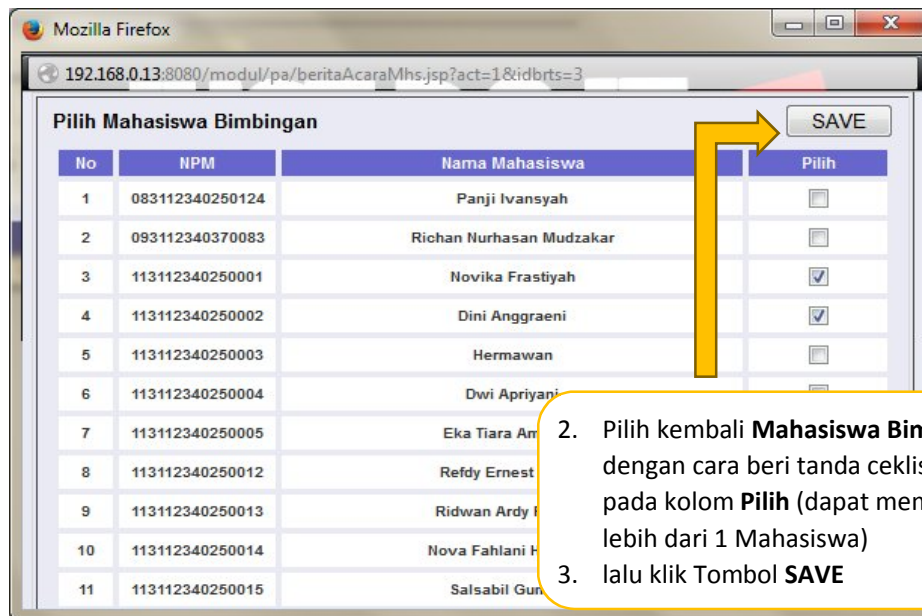 Mozilla Firefox
192.168.0.13:8080/modul/pa/beritaAcaraMhs.jsp?act=1&idbrts=3
Pilih Mahasiswa Bimbingan SAVE
No NPM Nama Mahasiswa Pilih
1 083112340250124 Panji Ivansyah
2 093112340370083 Richan Nurhasan Mudzakar
3 113112340250001 Novika Frastiyah
4 113112340250002 Dini Anggraeni
5 113112340250003 Hermawan
6 113112340250004 Dwi Apriyani
7 113112340250005 Eka Tiara
8 113112340250012 Refdy Ernest
9 113112340250013 Ridwan Ardy
10 113112340250014 Nova Fahlani
11 113112340250015 Salsabil
2. Pilih kembali Mahasiswa
dengan cara beri tanda
pada kolom Pilih (dapat
lebih dari 1 Mahasiswa)
3. lalu klik Tombol SAVE